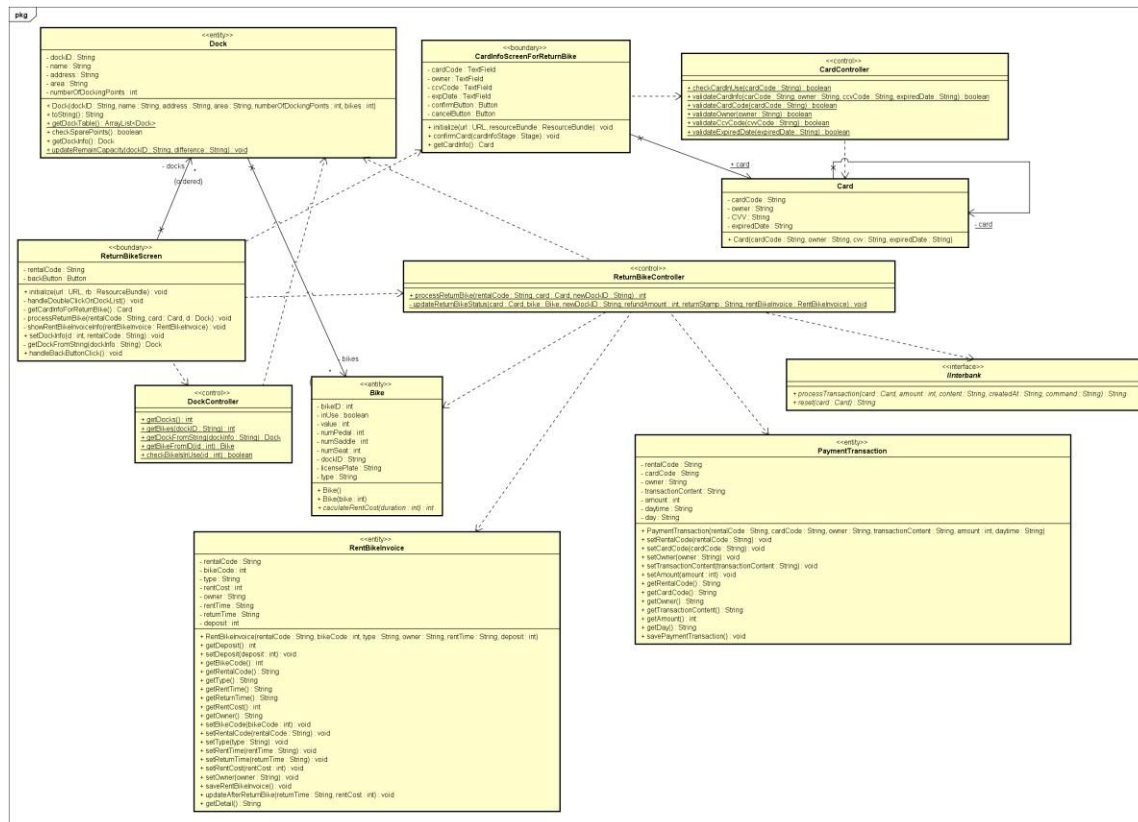 pkg
<<entity>>
Dock
- dockID : String
- name : String
- address : String
- area : String
- numberOfDockingPoints : int
+ Dock(dockID : String, name : String, address : String, area : String, numberOfDockingPoints : int, bikes : int)
+ toString() : String
+ getDockTable() : ArrayList<Dock>
+ checkSparePoints() : boolean
+ getDockInfo() : Dock
+ updateRemainCapacity(dockID : String, difference : String) : void
<<boundary>>
CardInfoScreenForReturnBike
- cardCode : TextField
- owner : TextField
- ccvCode : TextField
- expDate : TextField
- confirmButton : Button
- cancelButton : Button
+ initialize(url : URL, resourceBundle : ResourceBundle) : void
+ confirmCard(cardInfoStage : Stage) : void
+ getCardInfo() : Card
<<control>>
CardController
+ checkCardInUse(cardCode : String) : boolean
+ validateCardInfo(carCode : String, owner : String, ccvCode : String, expiredDate : String) : boolean
+ validateCardCode(cardCode : String) : boolean
+ validateOwner(owner : String) : boolean
+ validateCcvCode(cvvCode : String) : boolean
+ validateExpiredDate(expiredDate : String) : boolean
- docks
*
{ordered}
+ card
Card
- cardCode : String
- owner : String
- CVV : String
- expiredDate : String
+ Card(cardCode : String, owner : String, cvv : String, expiredDate : String)
- card
<<boundary>>
ReturnBikeScreen
- rentalCode : String
- backButton : Button
+ initialize(url : URL, rb : ResourceBundle) : void
- handleDoubleClickOnDockList() : void
- getCardInfoForReturnBike() : Card
- processReturnBike(rentalCode : String, card : Card, d : Dock) : void
- showRentBikeInvoiceInfo(rentBikeInvoice : RentBikeInvoice) : void
+ setDockInfo(d : int, rentalCode : String) : void
- getDockFromString(dockInfo : String) : Dock
+ handleBackButtonClick() : void
<<control>>
ReturnBikeController
+ processReturnBike(rentalCode : String, card : Card, newDockID : String) : int
- updateReturnBikeStatus(card : Card, bike : Bike, newDockID : String, refundAmount : int, returnStamp : String, rentBikeInvoice : RentBikeInvoice) : void
bikes
*
<<control>>
DockController
+ getDocks() : int
+ getBikes(dockID : String) : int
+ getDockFromString(dockInfo : String) : Dock
+ getBikeFromID(id : int) : Bike
+ checkBikeIsInUse(id : int) : boolean
<<entity>>
Bike
- bikeID : int
- inUse : boolean
- value : int
- numPedal : int
- numSaddle : int
- numSeat : int
- dockID : String
- licensePlate : String
- type : String
+ Bike()
+ Bike(bike : int)
+ caculateRentCost(duration : int) : int
<<interface>>
IInterbank
+ processTransaction(card : Card, amount : int, content : String, createdAt : String, command : String) : String
+ reset(card : Card) : String
<<entity>>
PaymentTransaction
- rentalCode : String
- cardCode : String
- owner : String
- transactionContent : String
- amount : int
- daytime : String
- day : String
+ PaymentTransaction(rentalCode : String, cardCode : String, owner : String, transactionContent : String, amount : int, daytime : String)
+ setRentalCode(rentalCode : String) : void
+ setCardCode(cardCode : String) : void
+ setOwner(owner : String) : void
+ setTransactionContent(transactionContent : String) : void
+ setAmount(amount : int) : void
+ getRentalCode() : String
+ getCardCode() : String
+ getOwner() : String
+ getTransactionContent() : String
+ getAmount() : int
+ getDay() : String
+ savePaymentTransaction() : void
<<entity>>
RentBikeInvoice
- rentalCode : String
- bikeCode : int
- type : String
- rentCost : int
- owner : String
- rentTime : String
- returnTime : String
- deposit : int
+ RentBikeInvoice(rentalCode : String, bikeCode : int, type : String, owner : String, rentTime : String, deposit : int)
+ getDeposit() : int
+ setDeposit(deposit : int) : void
+ getBikeCode() : int
+ getRentalCode() : String
+ getType() : String
+ getRentTime() : String
+ getReturnTime() : String
+ getRentCost() : int
+ getOwner() : String
+ setBikeCode(bikeCode : int) : void
+ setRentalCode(rentalCode : String) : void
+ setType(type : String) : void
+ setRentTime(rentTime : String) : void
+ setReturnTime(returnTime : String) : void
+ setRentCost(rentCost : int) : void
+ setOwner(owner : String) : void
+ saveRentBikeInvoice() : void
+ updateAfterReturnBike(returnTime : String, rentCost : int) : void
+ getDetail() : String